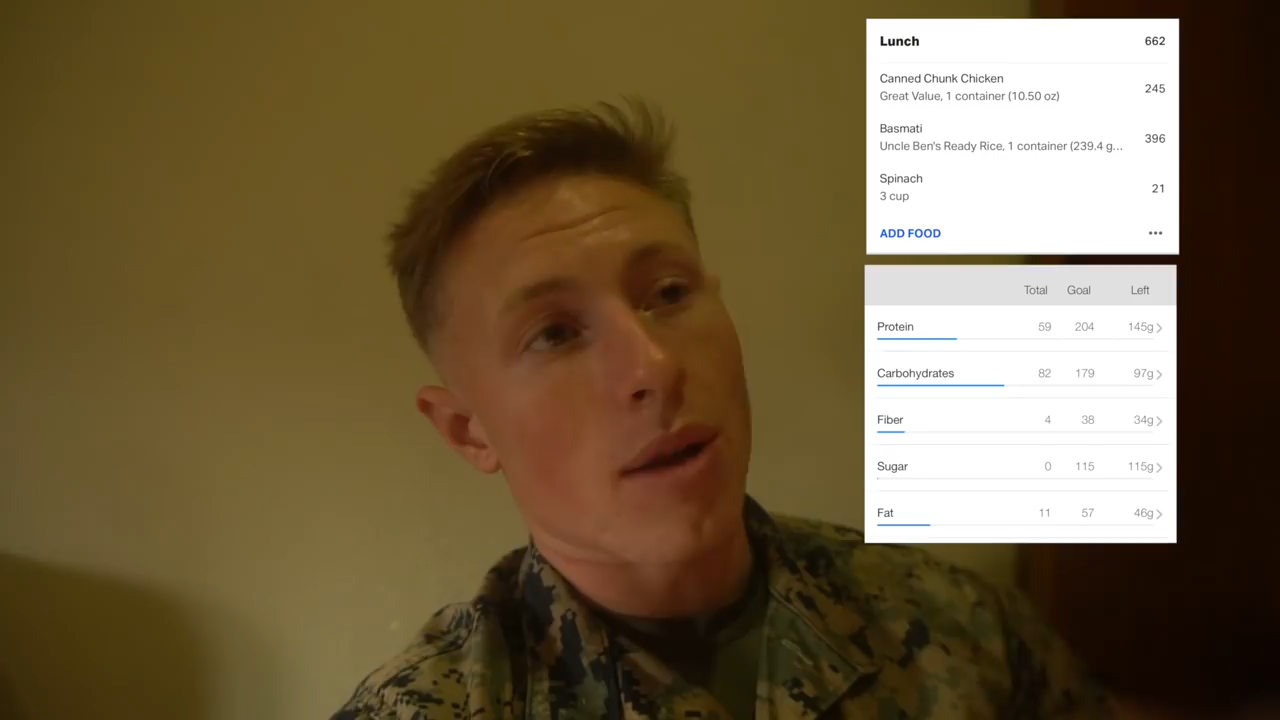 Lunch 662
Canned Chunk Chicken 245
Great Value, 1 container (10.50 oz)
Basmati 396
Uncle Ben's Ready Rice, 1 container (239.4 g...
Spinach 21
3 cup
ADD FOOD
Total Goal Left
Protein 59 204 145g
Carbohydrates 82 179 97g
Fiber 4 38 34g
Sugar 0 115 115g
Fat 11 57 46g